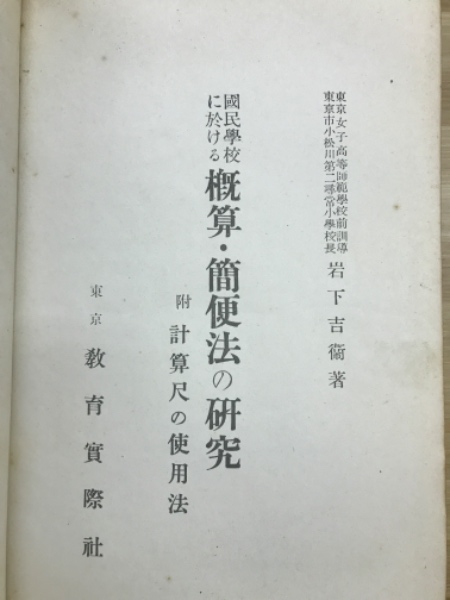 東京女子高等師範學校前訓導
東京市小松川第二尋常小學校長
岩下吉衞著
國民學校
に於ける
概算・簡便法の硏究
附 計算尺の使用法
東京 敎育實際社